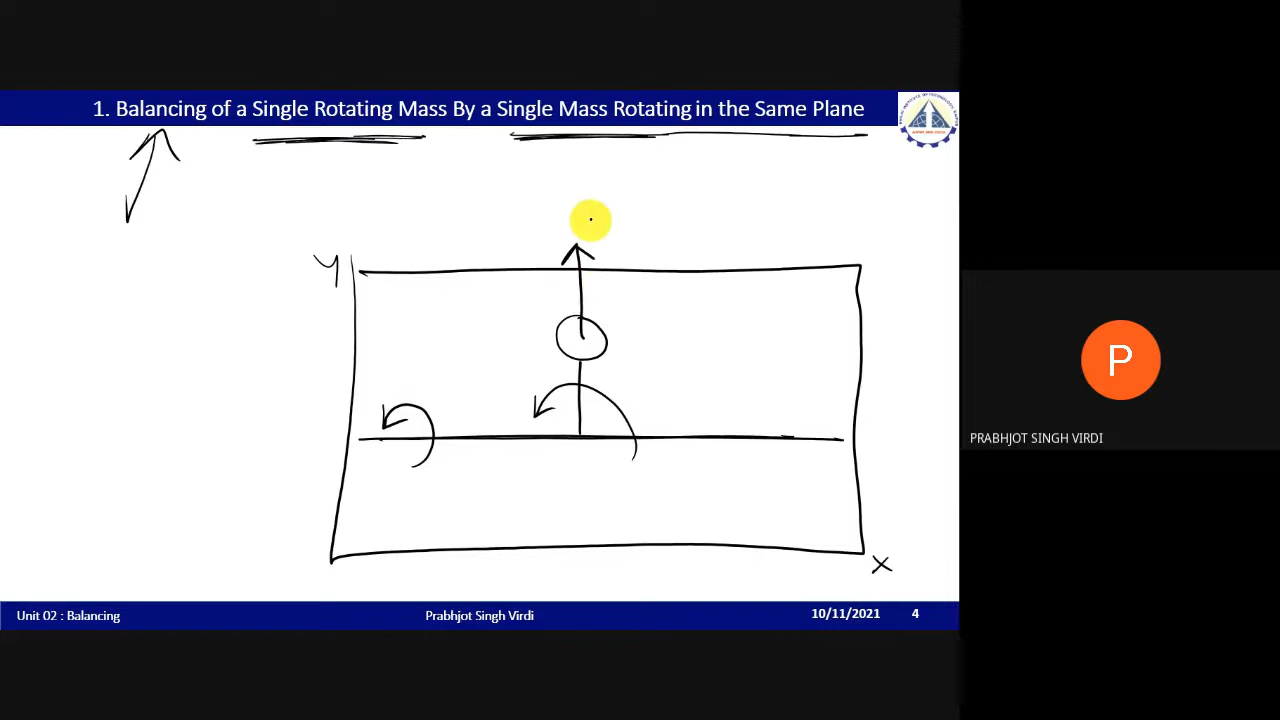 1. Balancing of a Single Rotating Mass By a Single Mass Rotating in the Same Plane
Y
X
P
PRABHJOT SINGH VIRDI
Unit 02 : Balancing Prabhjot Singh Virdi 10/11/2021 4